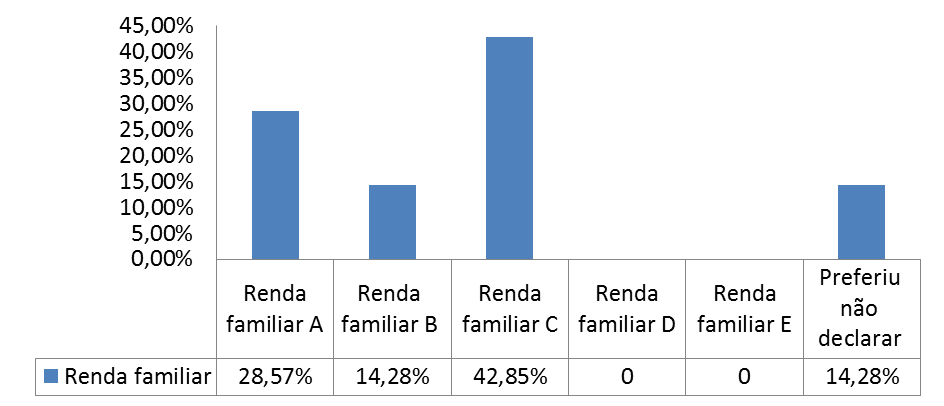 45,00%
40,00%
35,00%
30,00%
25,00%
20,00%
15,00%
10,00%
5,00%
0,00%
Renda
familiar A
Renda
familiar B
Renda
familiar C
Renda
familiar D
Renda
familiar E
Preferiu
não
declarar
Renda familiar 28,57% 14,28% 42,85% 0 0 14,28%